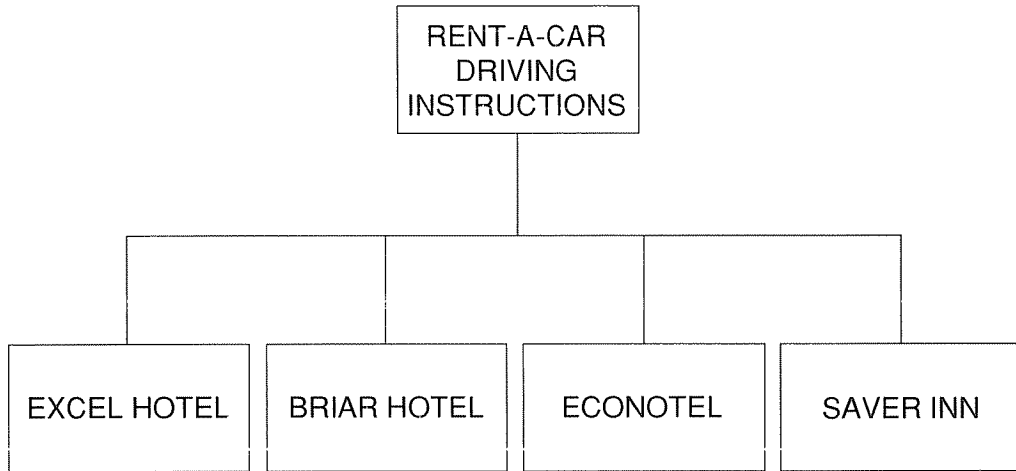 RENT-A-CAR
DRIVING
INSTRUCTIONS
EXCEL HOTEL
BRIAR HOTEL
ECONOTEL
SAVER INN